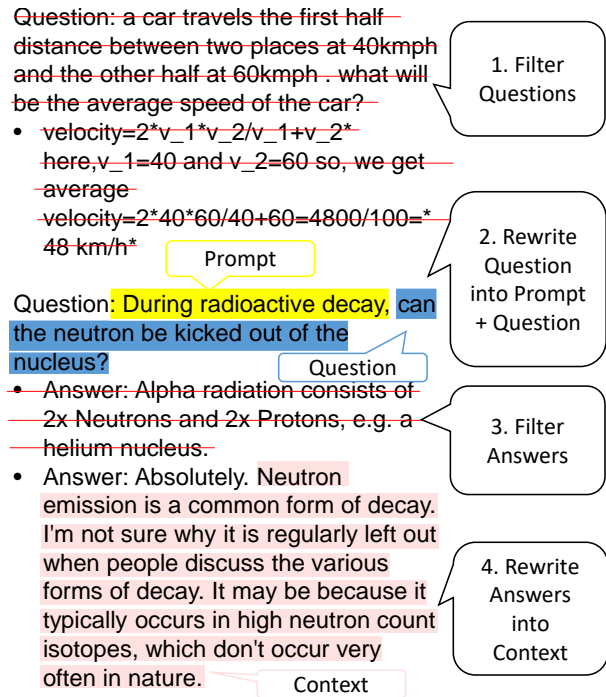 Question: a car travels the first half
distance between two places at 40kmph
and the other half at 60kmph . what will
be the average speed of the car?
• velocity=2*v_1*v_2/v_1+v_2*
here,v_1=40 and v_2=60 so, we get
average
velocity=2*40*60/40+60=4800/100=*
48 km/h*
1. Filter
Questions
Prompt
2. Rewrite
Question
into Prompt
+ Question
Question: During radioactive decay, can
the neutron be kicked out of the
nucleus?
Question
• Answer: Alpha radiation consists of
2x Neutrons and 2x Protons, e.g. a
helium nucleus.
3. Filter
Answers
• Answer: Absolutely. Neutron
emission is a common form of decay.
I'm not sure why it is regularly left out
when people discuss the various
forms of decay. It may be because it
typically occurs in high neutron count
isotopes, which don't occur very
often in nature.
4. Rewrite
Answers
into
Context
Context